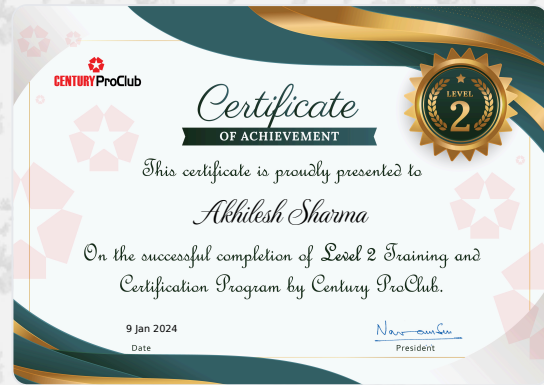 CENTURY ProClub
LEVEL
2
Certificate
OF ACHIEVEMENT
This certificate is proudly presented to
Akhilesh Sharma
On the successful completion of Level 2 Training and
Certification Program by Century ProClub.
9 Jan 2024
Date
President